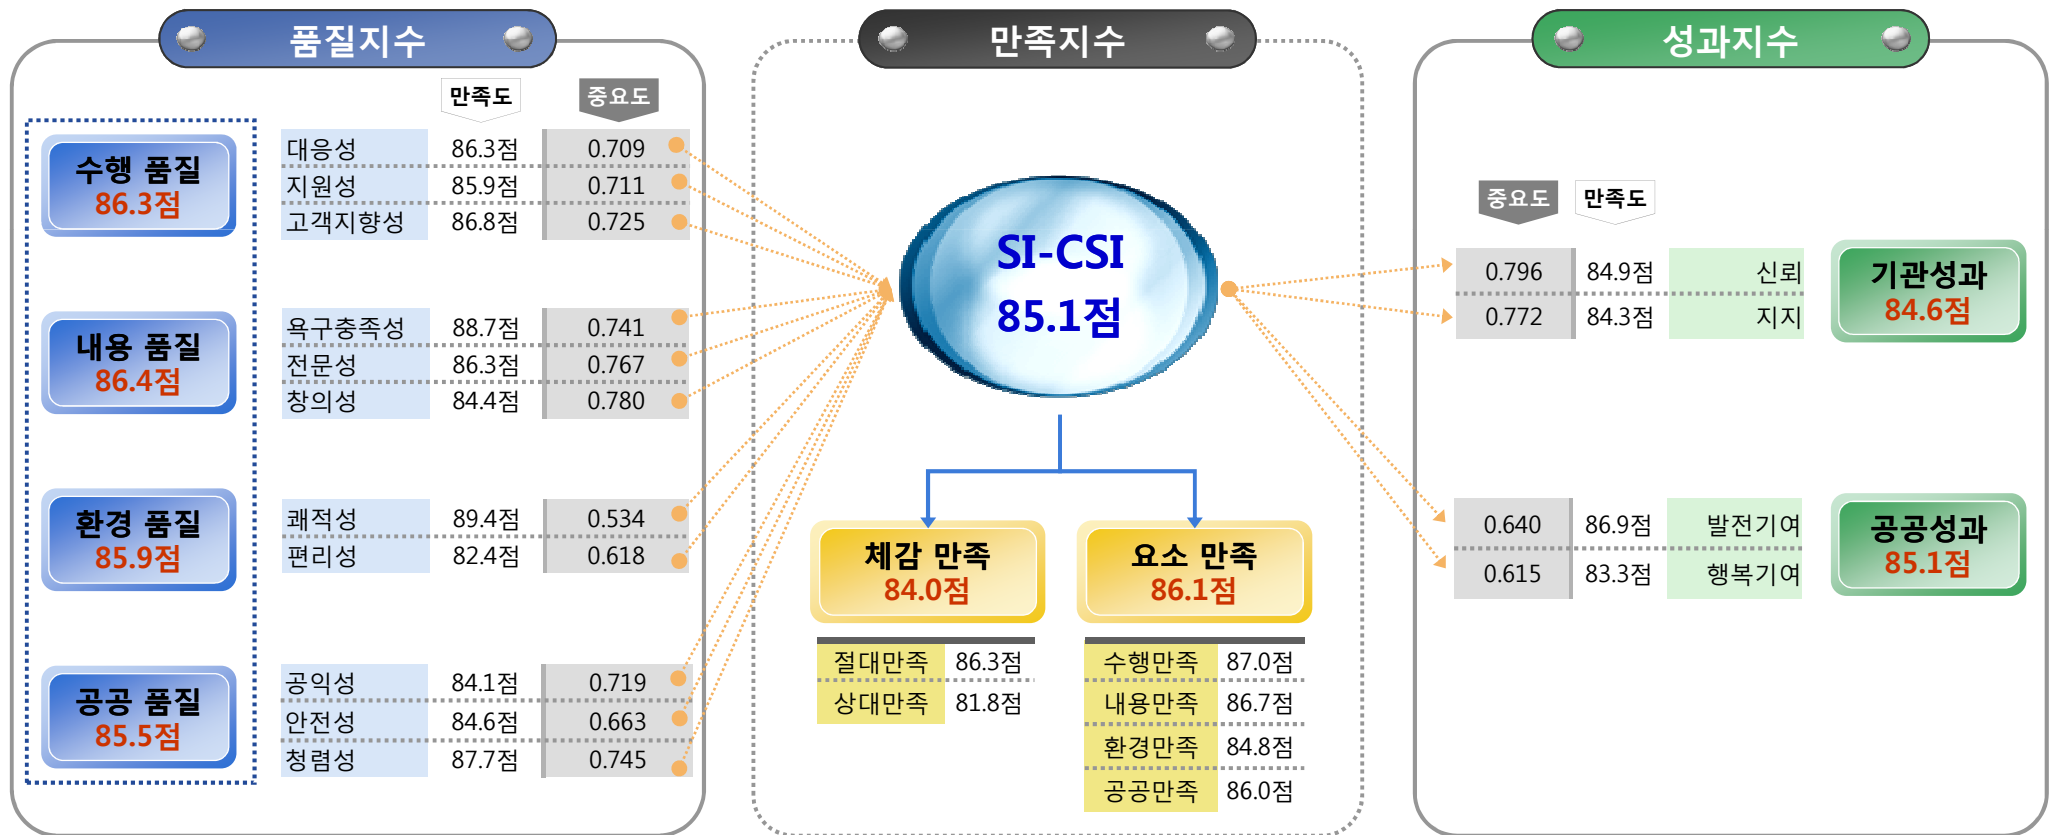 품질지수
만족도 중요도
수행 품질
86.3점
대응성 86.3점 0.709
지원성 85.9점 0.711
고객지향성 86.8점 0.725
내용 품질
86.4점
욕구충족성 88.7점 0.741
전문성 86.3점 0.767
창의성 84.4점 0.780
환경 품질
85.9점
쾌적성 89.4점 0.534
편리성 82.4점 0.618
공공 품질
85.5점
공익성 84.1점 0.719
안전성 84.6점 0.663
청렴성 87.7점 0.745
만족지수
SI-CSI
85.1점
체감 만족
84.0점
절대만족 86.3점
상대만족 81.8점
요소 만족
86.1점
수행만족 87.0점
내용만족 86.7점
환경만족 84.8점
공공만족 86.0점
성과지수
중요도 만족도
0.796 84.9점 신뢰
0.772 84.3점 지지
기관성과
84.6점
0.640 86.9점 발전기여
0.615 83.3점 행복기여
공공성과
85.1점